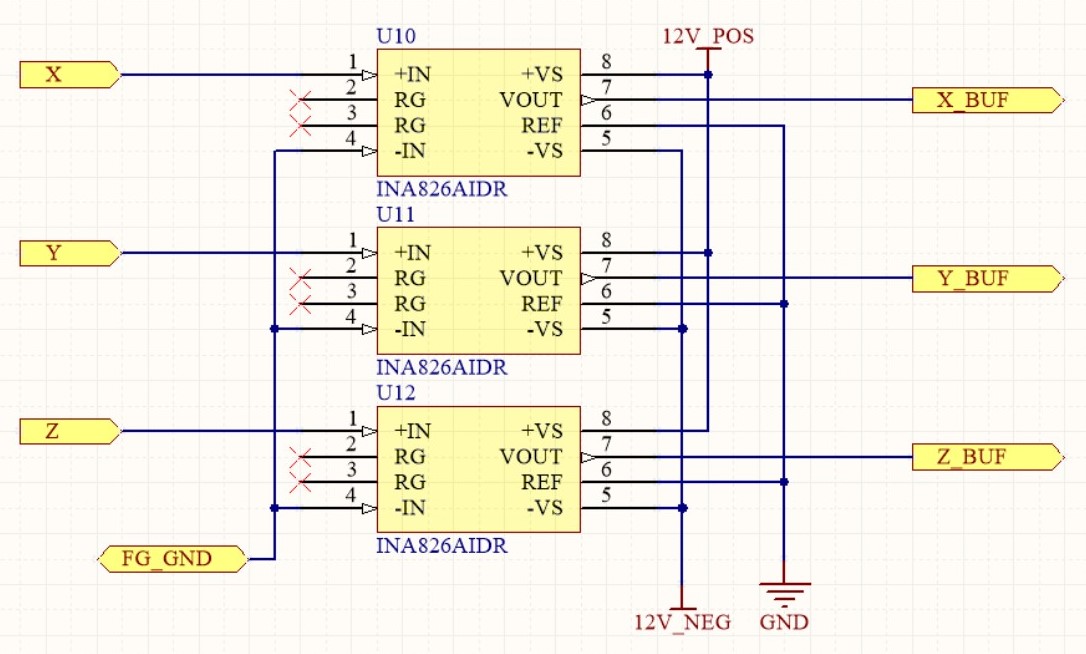 U10
12V_POS
X
1
+IN
+VS
8
2
RG
VOUT
7
X_BUF
3
RG
REF
6
4
-IN
-VS
5
INA826AIDR
U11
Y
1
+IN
+VS
8
2
RG
VOUT
7
Y_BUF
3
RG
REF
6
4
-IN
-VS
5
INA826AIDR
U12
Z
1
+IN
+VS
8
2
RG
VOUT
7
Z_BUF
3
RG
REF
6
4
-IN
-VS
5
INA826AIDR
FG_GND
12V_NEG
GND